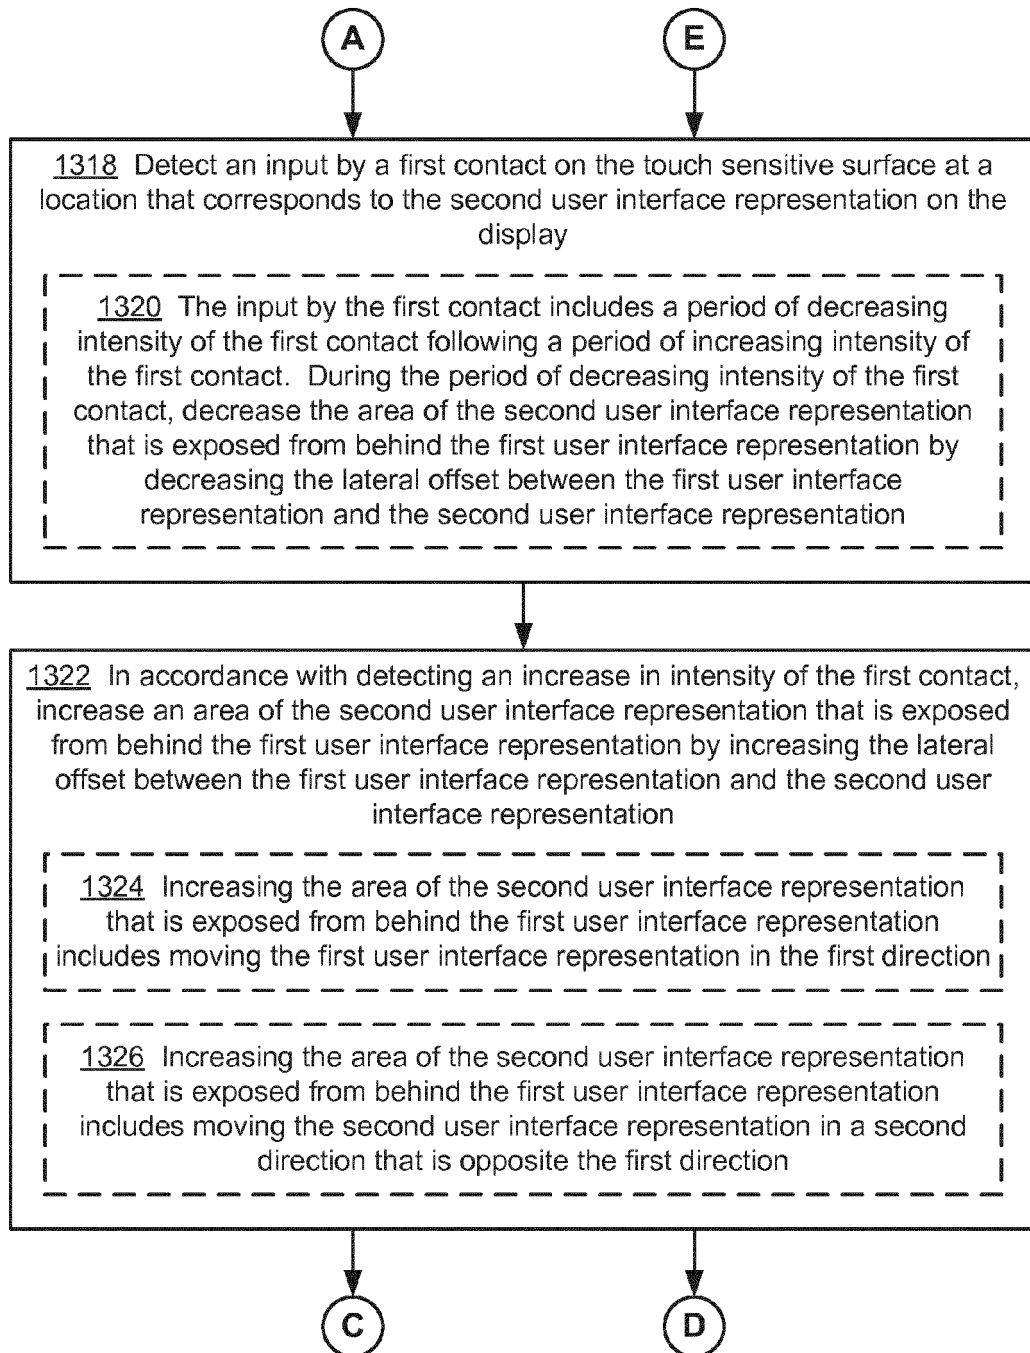 A E
1318 Detect an input by a first contact on the touch sensitive surface at a
location that corresponds to the second user interface representation on the
display
1320 The input by the first contact includes a period of decreasing
intensity of the first contact following a period of increasing intensity of
the first contact. During the period of decreasing intensity of the first
contact, decrease the area of the second user interface representation
that is exposed from behind the first user interface representation by
decreasing the lateral offset between the first user interface
representation and the second user interface representation
1322 In accordance with detecting an increase in intensity of the first contact,
increase an area of the second user interface representation that is exposed
from behind the first user interface representation by increasing the lateral
offset between the first user interface representation and the second user
interface representation
1324 Increasing the area of the second user interface representation
that is exposed from behind the first user interface representation
includes moving the first user interface representation in the first direction
1326 Increasing the area of the second user interface representation
that is exposed from behind the first user interface representation
includes moving the second user interface representation in a second
direction that is opposite the first direction
C D